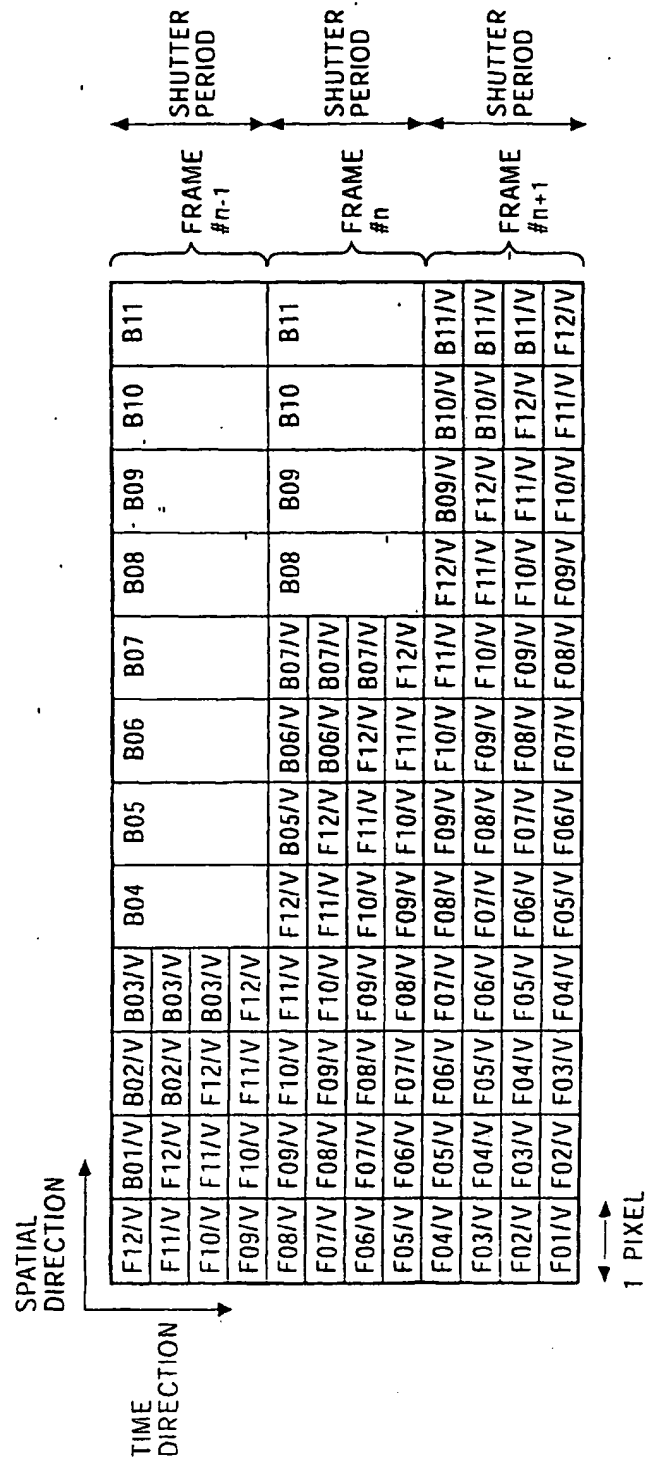 SPATIAL
DIRECTION
TIME
DIRECTION
F12/V B01/V B02/V B03/V B04 B05 B06 B07 B08 B09 B10 B11
F11/V F12/V B02/V B03/V
F10/V F11/V F12/V B03/V
F09/V F10/V F11/V F12/V
FRAME
#n-1
SHUTTER
PERIOD
F08/V F09/V F10/V F11/V F12/V B05/V B06/V B07/V B08 B09 B10 B11
F07/V F08/V F09/V F10/V F11/V F12/V B06/V B07/V
F06/V F07/V F08/V F09/V F10/V F11/V F12/V B07/V
F05/V F06/V F07/V F08/V F09/V F10/V F11/V F12/V
FRAME
#n
SHUTTER
PERIOD
F04/V F05/V F06/V F07/V F08/V F09/V F10/V F11/V F12/V B09/V B10/V B11/V
F03/V F04/V F05/V F06/V F07/V F08/V F09/V F10/V F11/V F12/V B10/V B11/V
F02/V F03/V F04/V F05/V F06/V F07/V F08/V F09/V F10/V F11/V F12/V B11/V
F01/V F02/V F03/V F04/V F05/V F06/V F07/V F08/V F09/V F10/V F11/V F12/V
FRAME
#n+1
SHUTTER
PERIOD
1 PIXEL